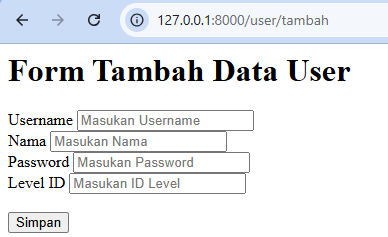 127.0.0.1:8000/user/tambah
Form Tambah Data User
Username Masukan Username
Nama Masukan Nama
Password Masukan Password
Level ID Masukan ID Level
Simpan